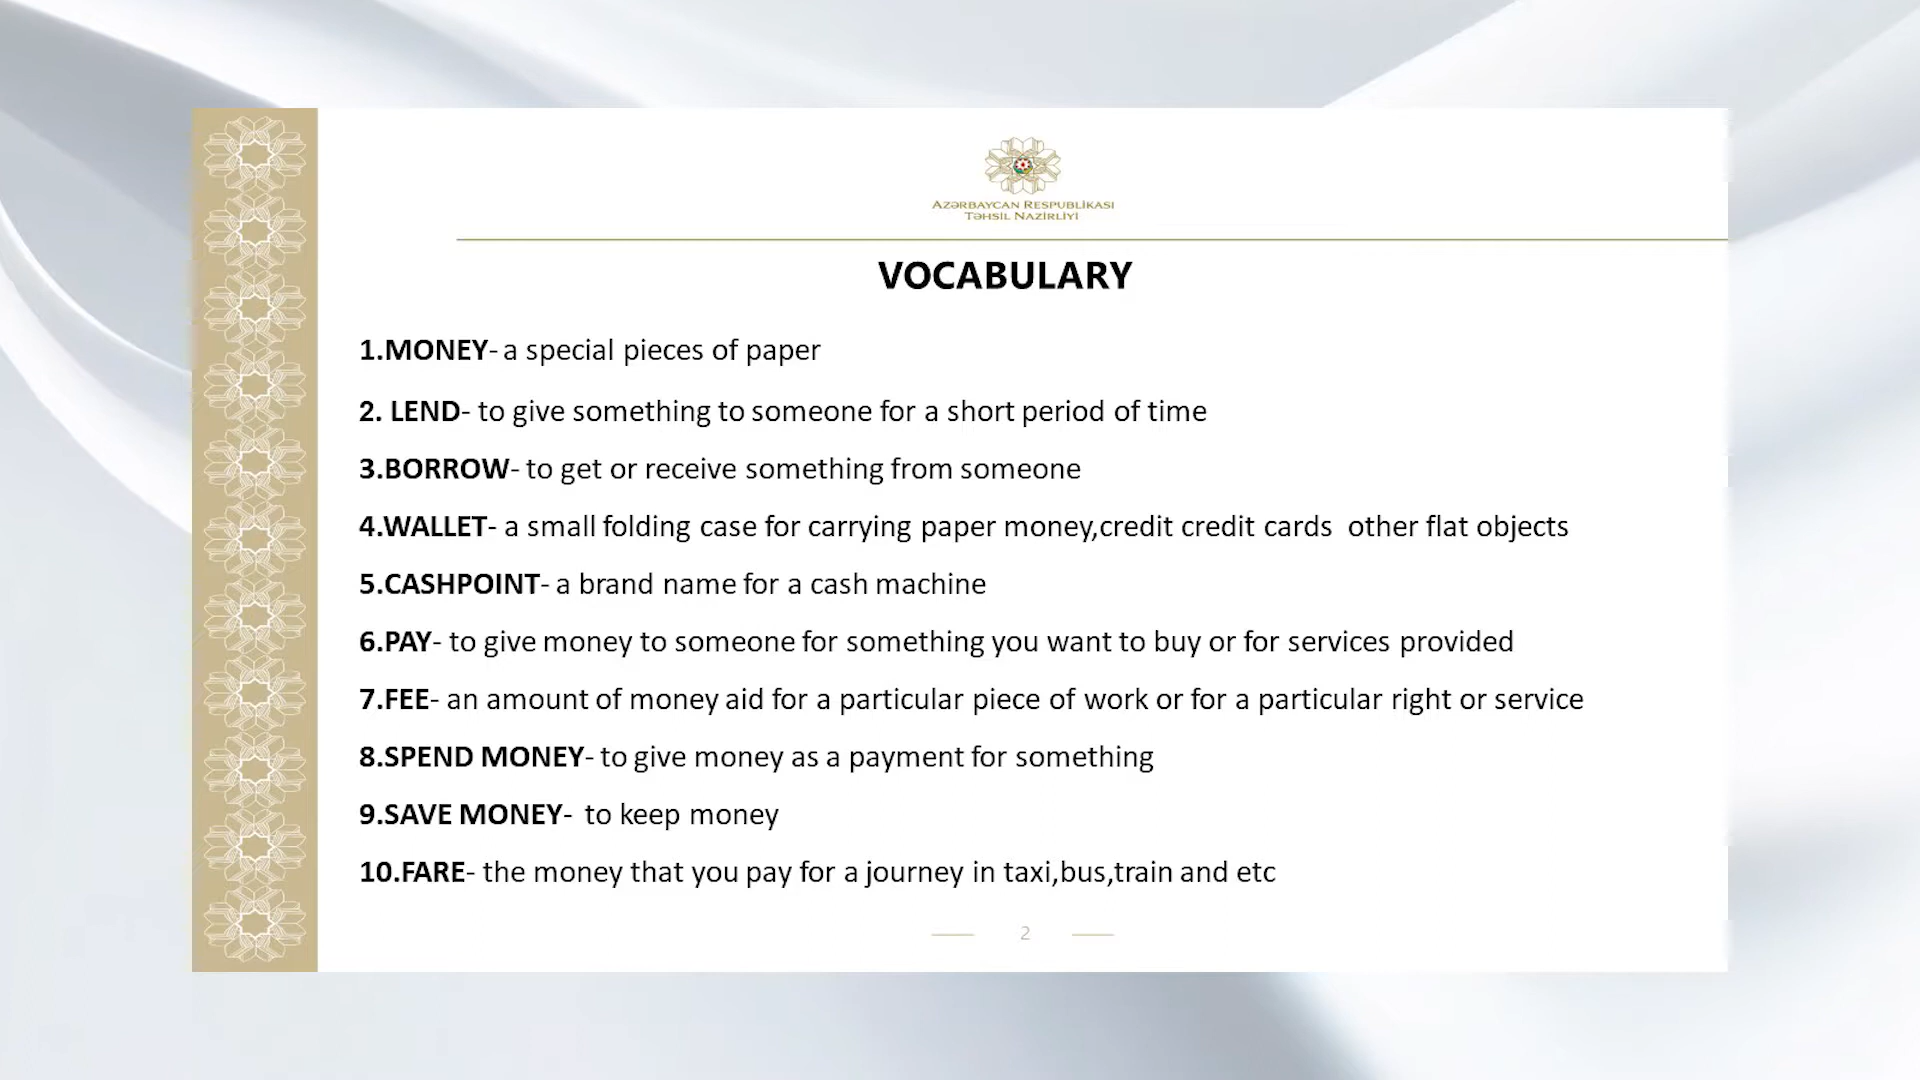 AZƏRBAYCAN RESPUBLİKASI
TƏHSİL NAZİRLİYİ
VOCABULARY
1.MONEY- a special pieces of paper
2. LEND- to give something to someone for a short period of time
3.BORROW- to get or receive something from someone
4.WALLET- a small folding case for carrying paper money,credit credit cards  other flat objects
5.CASHPOINT- a brand name for a cash machine
6.PAY- to give money to someone for something you want to buy or for services provided
7.FEE- an amount of money aid for a particular piece of work or for a particular right or service
8.SPEND MONEY- to give money as a payment for something
9.SAVE MONEY-  to keep money
10.FARE- the money that you pay for a journey in taxi,bus,train and etc
2